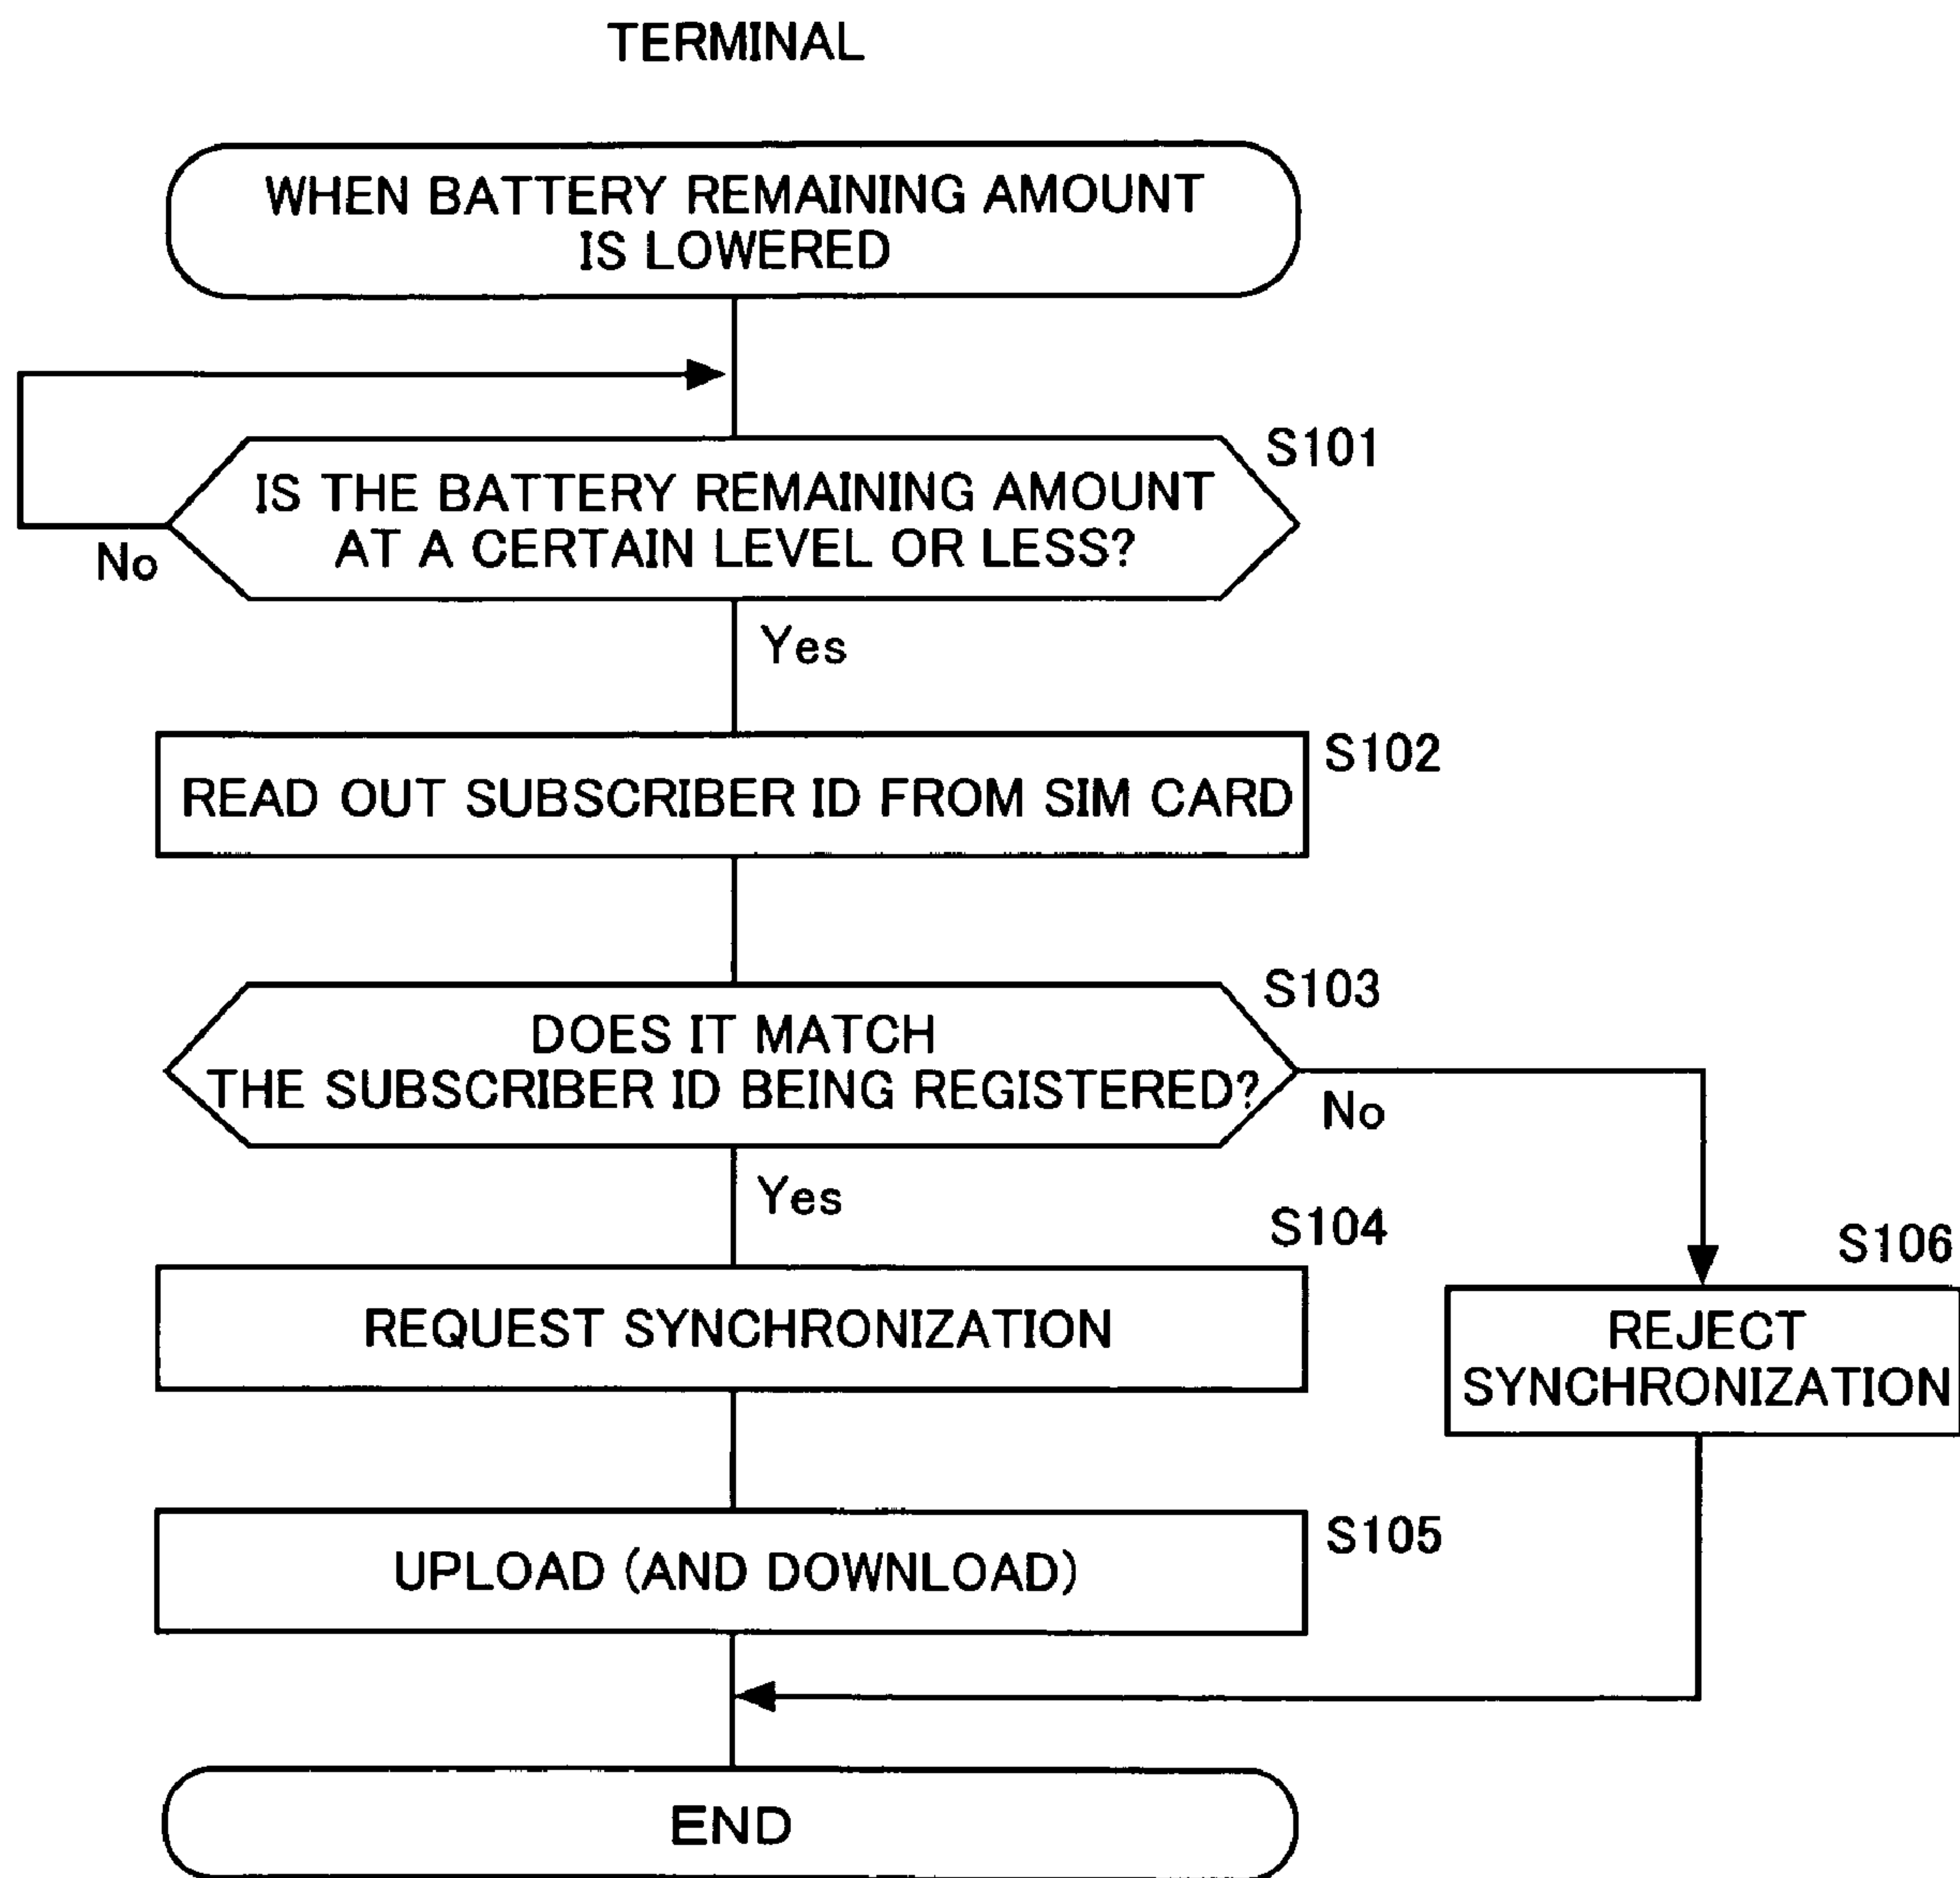 TERMINAL
WHEN BATTERY REMAINING AMOUNT
IS LOWERED
S101
IS THE BATTERY REMAINING AMOUNT
AT A CERTAIN LEVEL OR LESS?
No
Yes
S102
READ OUT SUBSCRIBER ID FROM SIM CARD
S103
DOES IT MATCH
THE SUBSCRIBER ID BEING REGISTERED?
No
Yes
S104
REQUEST SYNCHRONIZATION
S106
REJECT
SYNCHRONIZATION
S105
UPLOAD (AND DOWNLOAD)
END